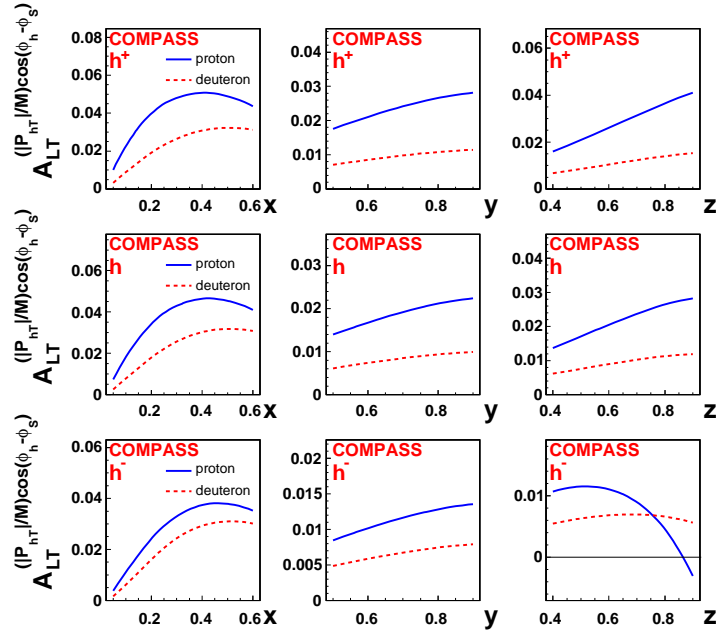 A_LT^(|P_hT|/M)cos(ϕ_h-ϕ_S)
COMPASS
h+
proton
deuteron
0.08
0.06
0.04
0.02
0
0.2 0.4 0.6 x
COMPASS
h+
0.04
0.03
0.02
0.01
0
0.6 0.8 y
COMPASS
h+
0.06
0.04
0.02
0
0.4 0.6 0.8 z
A_LT^(|P_hT|/M)cos(ϕ_h-ϕ_S)
COMPASS
h
proton
deuteron
0.06
0.04
0.02
0
0.2 0.4 0.6 x
COMPASS
h
0.03
0.02
0.01
0
0.6 0.8 y
COMPASS
h
0.04
0.03
0.02
0.01
0
0.4 0.6 0.8 z
A_LT^(|P_hT|/M)cos(ϕ_h-ϕ_S)
COMPASS
h-
proton
deuteron
0.06
0.04
0.02
0
0.2 0.4 0.6 x
COMPASS
h-
0.02
0.015
0.01
0.005
0
0.6 0.8 y
COMPASS
h-
0.01
0
0.4 0.6 0.8 z